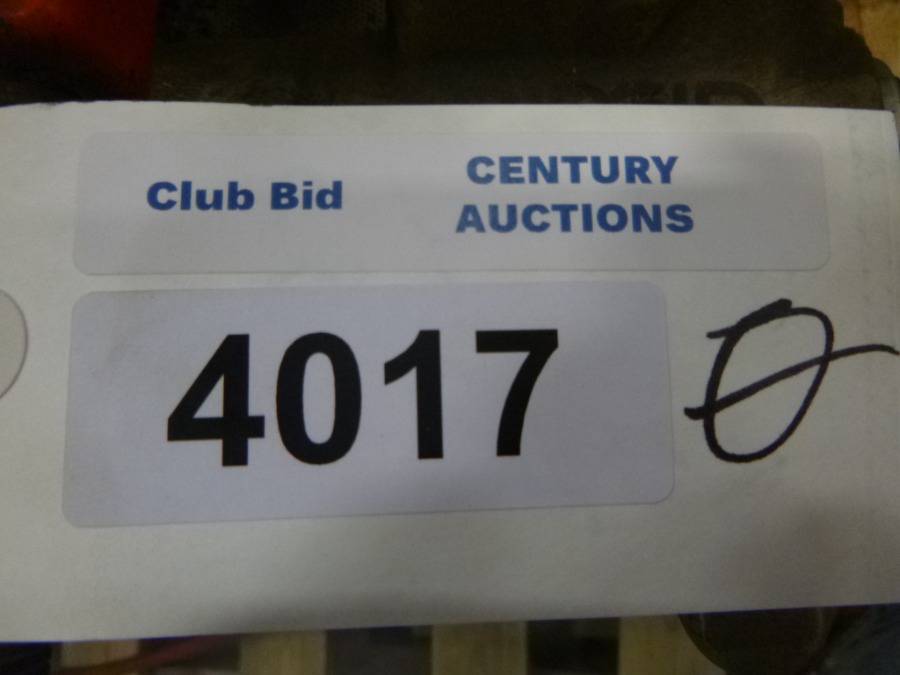 Club Bid
CENTURY
AUCTIONS
4017